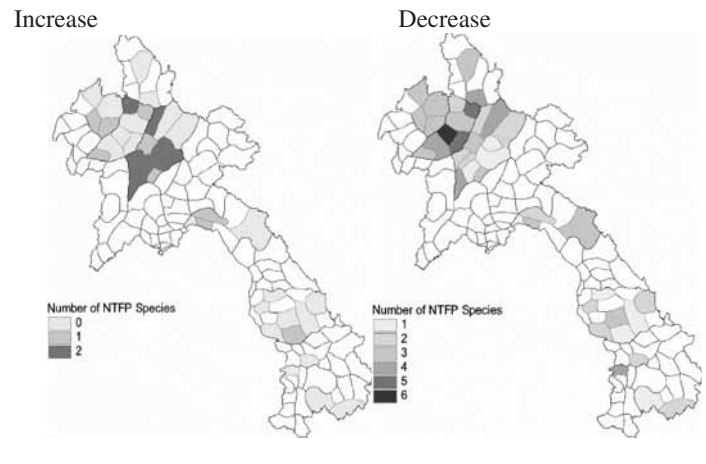 Increase
Decrease
Number of NTFP Species
0
1
2
Number of NTFP Species
1
2
3
4
5
6